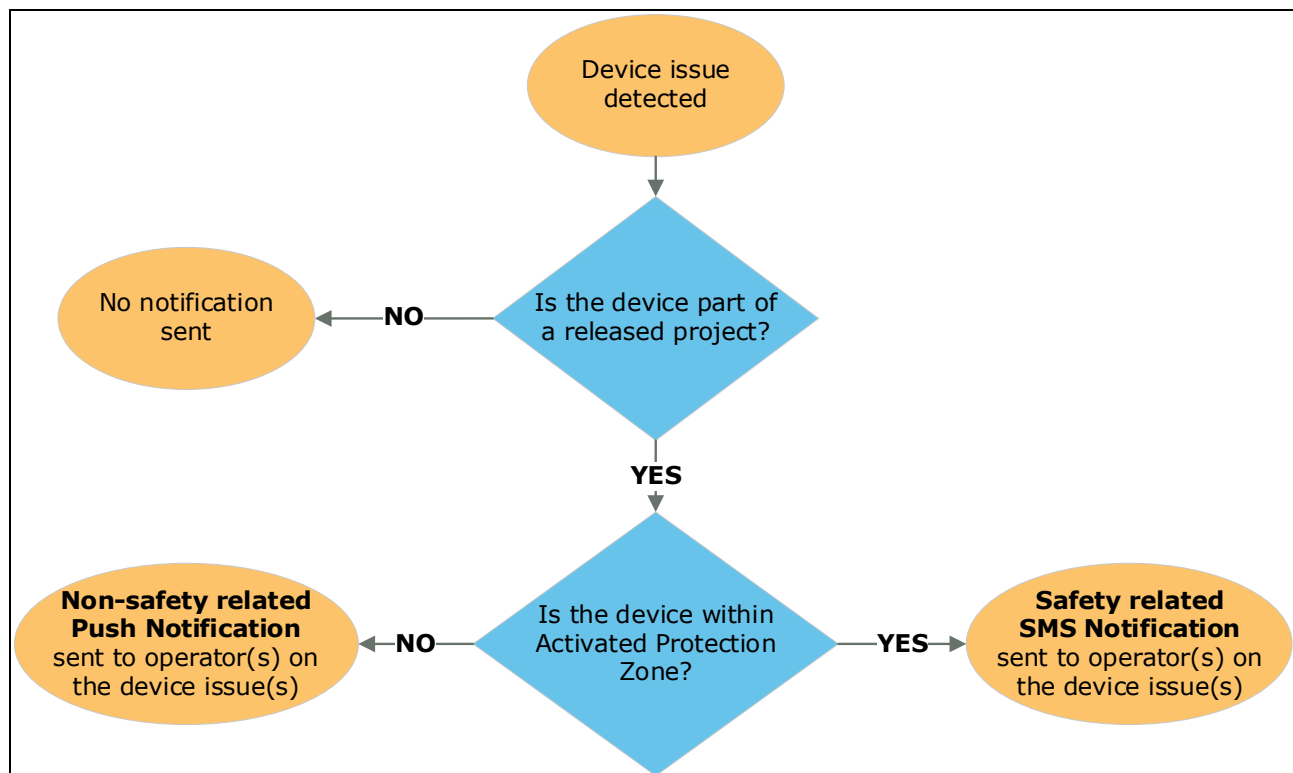 Device issue
detected
Is the device part of
a released project?
NO
No notification
sent
YES
Is the device within
Activated Protection
Zone?
NO
Non-safety related
Push Notification
sent to operator(s) on
the device issue(s)
YES
Safety related
SMS Notification
sent to operator(s) on
the device issue(s)